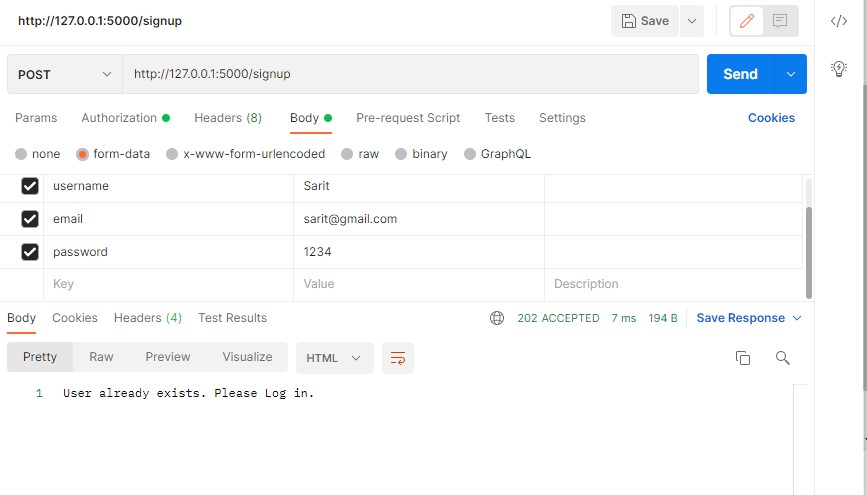 http://127.0.0.1:5000/signup Save
POST http://127.0.0.1:5000/signup Send
Params Authorization Headers (8) Body Pre-request Script Tests Settings Cookies
none form-data x-www-form-urlencoded raw binary GraphQL
username Sarit
email sarit@gmail.com
password 1234
Key Value Description
Body Cookies Headers (4) Test Results 202 ACCEPTED 7 ms 194 B Save Response
Pretty Raw Preview Visualize HTML
1 User already exists. Please Log in.